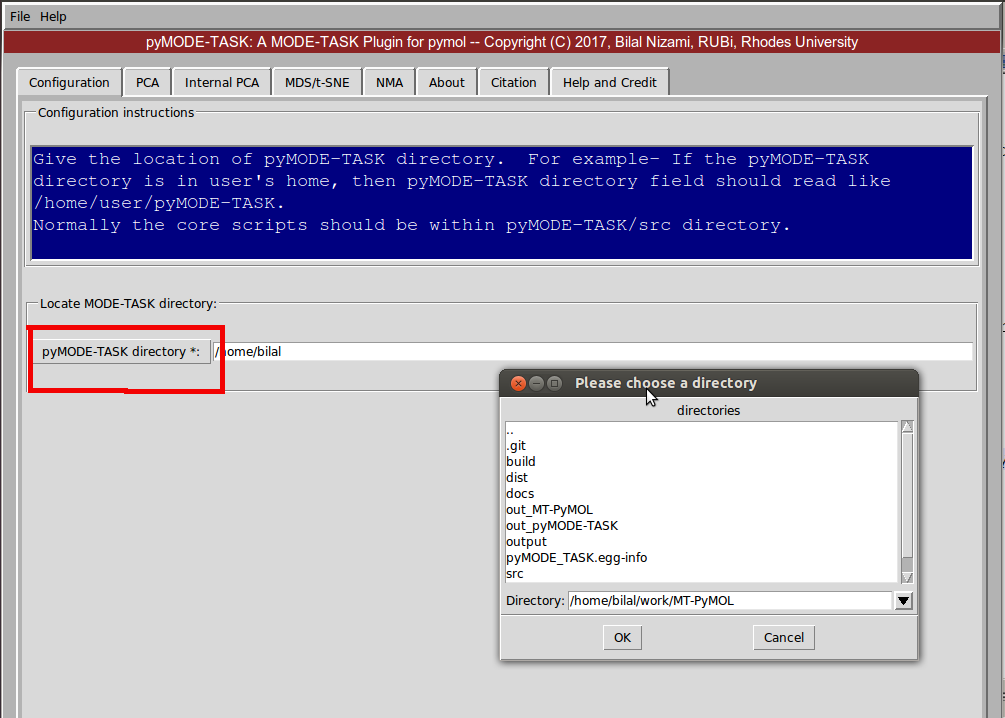 File Help
pyMODE-TASK: A MODE-TASK Plugin for pymol -- Copyright (C) 2017, Bilal Nizami, RUBi, Rhodes University
Configuration PCA Internal PCA MDS/t-SNE NMA About Citation Help and Credit
Configuration instructions
Give the location of pyMODE-TASK directory. For example- If the pyMODE-TASK
directory is in user's home, then pyMODE-TASK directory field should read like
/home/user/pyMODE-TASK.
Normally the core scripts should be within pyMODE-TASK/src directory.
Locate MODE-TASK directory:
pyMODE-TASK directory *: /home/bilal
Please choose a directory
directories
..
.git
build
dist
docs
out_MT-PyMOL
out_pyMODE-TASK
output
pyMODE_TASK.egg-info
src
Directory: /home/bilal/work/MT-PyMOL
OK Cancel